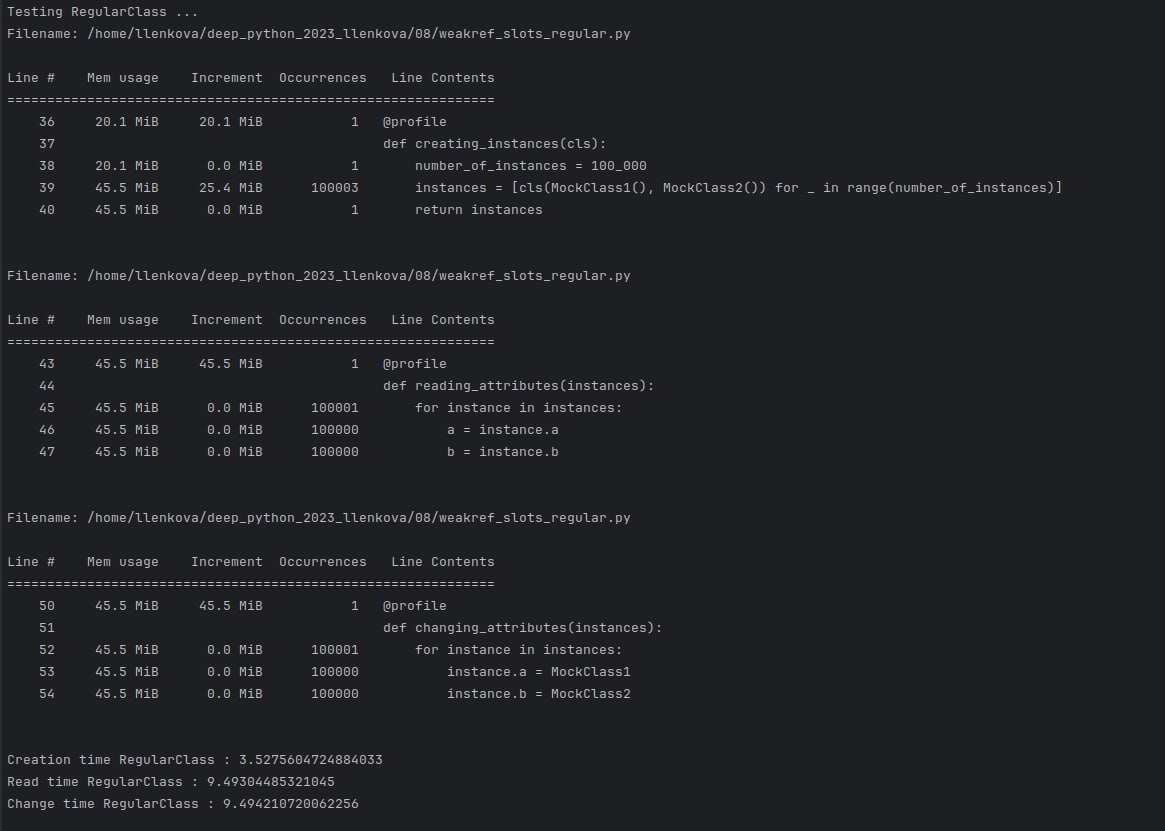 Testing RegularClass ...
Filename: /home/llenkova/deep_python_2023_llenkova/08/weakref_slots_regular.py
Line #    Mem usage    Increment  Occurrences   Line Contents
=============================================================
    36     20.1 MiB     20.1 MiB           1   @profile
    37                                         def creating_instances(cls):
    38     20.1 MiB      0.0 MiB           1       number_of_instances = 100_000
    39     45.5 MiB     25.4 MiB      100003       instances = [cls(MockClass1(), MockClass2()) for _ in range(number_of_instances)]
    40     45.5 MiB      0.0 MiB           1       return instances
Filename: /home/llenkova/deep_python_2023_llenkova/08/weakref_slots_regular.py
Line #    Mem usage    Increment  Occurrences   Line Contents
=============================================================
    43     45.5 MiB     45.5 MiB           1   @profile
    44                                         def reading_attributes(instances):
    45     45.5 MiB      0.0 MiB      100001       for instance in instances:
    46     45.5 MiB      0.0 MiB      100000           a = instance.a
    47     45.5 MiB      0.0 MiB      100000           b = instance.b
Filename: /home/llenkova/deep_python_2023_llenkova/08/weakref_slots_regular.py
Line #    Mem usage    Increment  Occurrences   Line Contents
=============================================================
    50     45.5 MiB     45.5 MiB           1   @profile
    51                                         def changing_attributes(instances):
    52     45.5 MiB      0.0 MiB      100001       for instance in instances:
    53     45.5 MiB      0.0 MiB      100000           instance.a = MockClass1
    54     45.5 MiB      0.0 MiB      100000           instance.b = MockClass2
Creation time RegularClass : 3.5275604724884033
Read time RegularClass : 9.49304485321045
Change time RegularClass : 9.494210720062256